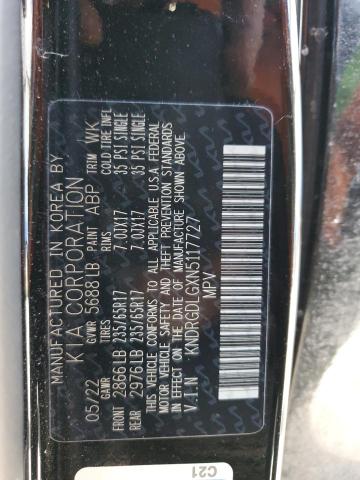 MANUFACTURED IN KOREA BY
KIA CORPORATION
05/22 GVWR 5688 LB PAINT ABP TRIM WK
GAWR TIRES RIMS COLD TIRE INFL
FRONT 2866 LB 235/65R17 7.0JX17 35 PSI SINGLE
REAR 2976 LB 235/65R17 7.0JX17 35 PSI SINGLE
THIS VEHICLE CONFORMS TO ALL APPLICABLE U.S.A FEDERAL
MOTOR VEHICLE SAFETY AND THEFT PREVENTION STANDARDS
IN EFFECT ON THE DATE OF MANUFACTURE SHOWN ABOVE.
V.I.N KNDRGDLGXN5117727
MPV
C21